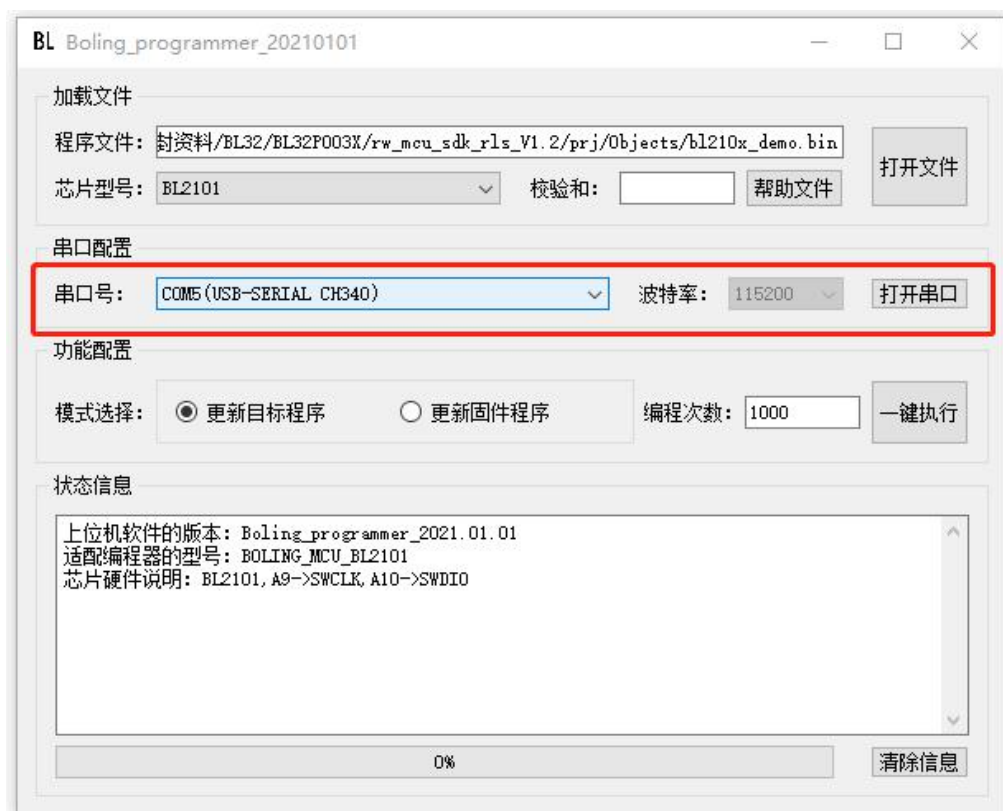 BL Boling_programmer_20210101
加载文件
程序文件: 封资料/BL32/BL32P003X/rw_mcu_sdk_rls_V1.2/prj/Objects/bl210x_demo.bin
打开文件
芯片型号: BL2101 校验和: 帮助文件
串口配置
串口号: COM5(USB-SERIAL CH340) 波特率: 115200 打开串口
功能配置
模式选择: 更新目标程序 更新固件程序 编程次数: 1000 一键执行
状态信息
上位机软件的版本: Boling_programmer_2021.01.01
适配编程器的型号: BOLING_MCU_BL2101
芯片硬件说明: BL2101,A9->SWCLK,A10->SWDIO
0% 清除信息